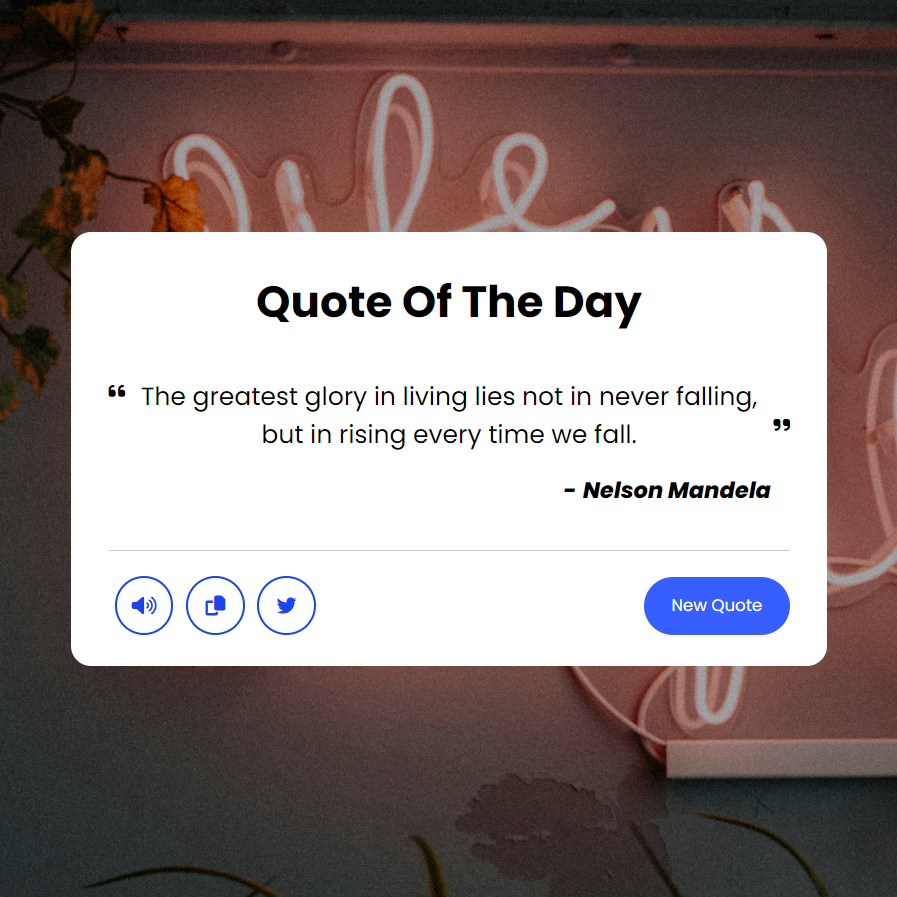 Quote Of The Day
“ The greatest glory in living lies not in never falling,
but in rising every time we fall. ”
- Nelson Mandela
New Quote